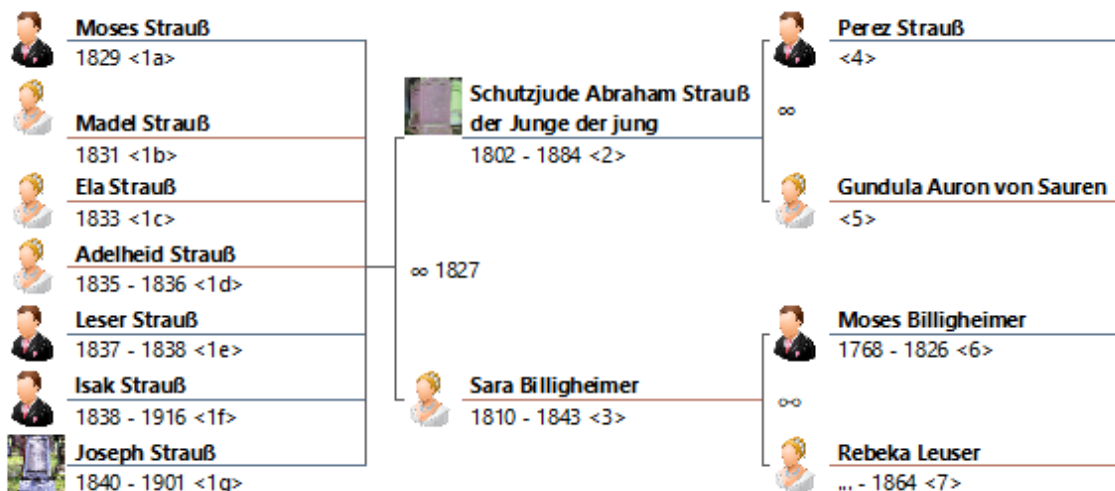 Moses Strauß
1829 <1a>
Madel Strauß
1831 <1b>
Ela Strauß
1833 <1c>
Adelheid Strauß
1835 - 1836 <1d>
Leser Strauß
1837 - 1838 <1e>
Isak Strauß
1838 - 1916 <1f>
Joseph Strauß
1840 - 1901 <1g>
Schutzjude Abraham Strauß
der Junge der jung
1802 - 1884 <2>
∞ 1827
Sara Billigheimer
1810 - 1843 <3>
Perez Strauß
<4>
∞
Gundula Auron von Sauren
<5>
Moses Billigheimer
1768 - 1826 <6>
o-o
Rebeka Leuser
... - 1864 <7>